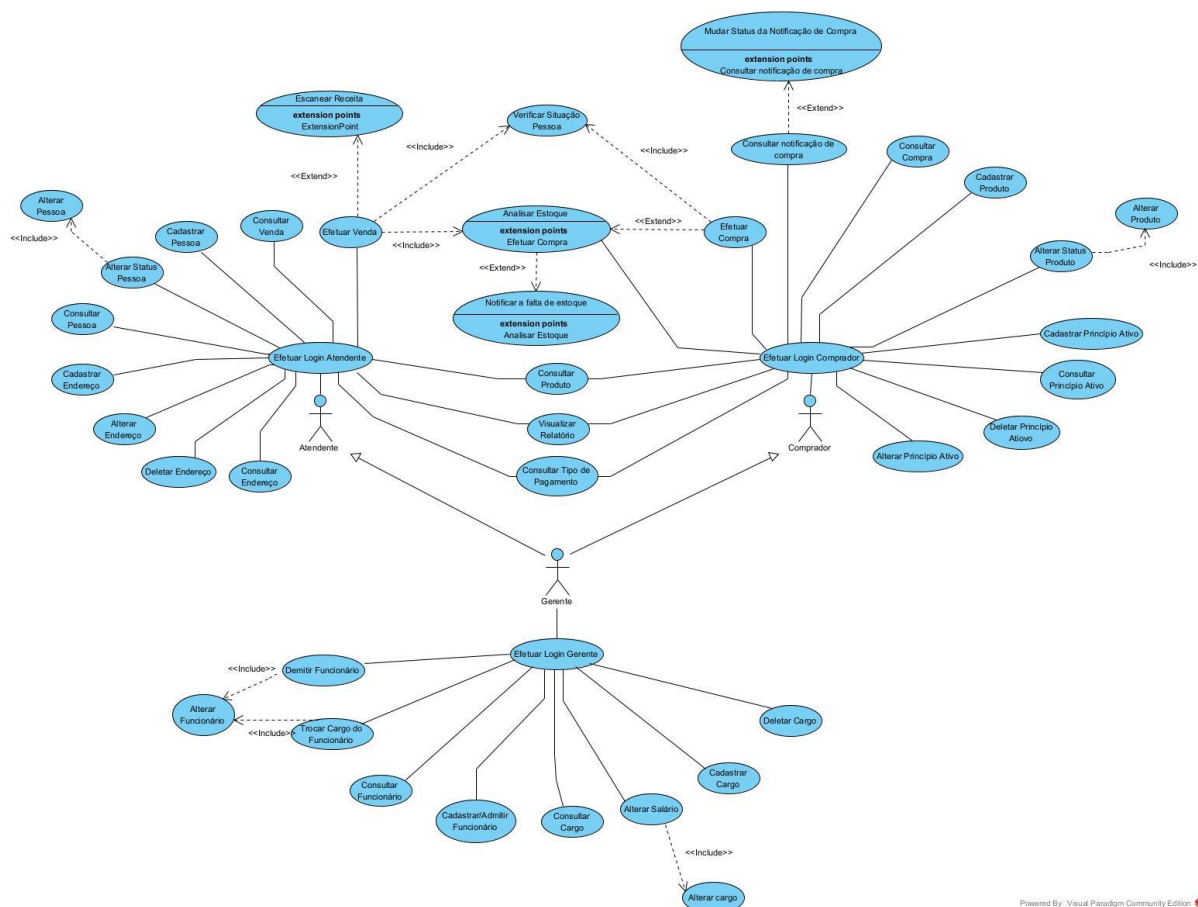 Mudar Status da Notificação de Compra
extension points
Consultar notificação de compra
<<Extend>>
Escanear Receita
extension points
ExtensionPoint
Verificar Situação
Pessoa
Consultar notificação de
compra
Consultar
Compra
Cadastrar
Produto
<<Include>>
<<Include>>
<<Extend>>
Alterar
Pessoa
<<Include>>
Cadastrar
Pessoa
Consultar
Venda
Efetuar Venda
<<Include>>
Analisar Estoque
extension points
Efetuar Compra
<<Extend>>
Efetuar
Compra
Alterar
Produto
Alterar Status
Produto
<<Include>>
Alterar Status
Pessoa
<<Extend>>
Notificar a falta de estoque
extension points
Analisar Estoque
Consultar
Pessoa
Cadastrar Princípio Ativo
Efetuar Login Atendente
Efetuar Login Comprador
Cadastrar
Endereço
Consultar
Produto
Consultar
Princípio Ativo
Alterar
Endereço
Visualizar
Relatório
Deletar Princípio
Atiovo
Atendente
Comprador
Deletar Endereço
Consultar
Endereço
Consultar Tipo de
Pagamento
Alterar Princípio Ativo
Gerente
Efetuar Login Gerente
<<Include>>
Demitir Funcionário
Alterar
Funcionário
<<Include>>
Trocar Cargo do
Funcionário
Deletar Cargo
Consultar
Funcionário
Cadastrar/Admitir
Funcionário
Consultar
Cargo
Alterar Salário
Cadastrar
Cargo
<<Include>>
Alterar cargo
Powered By Visual Paradigm Community Edition